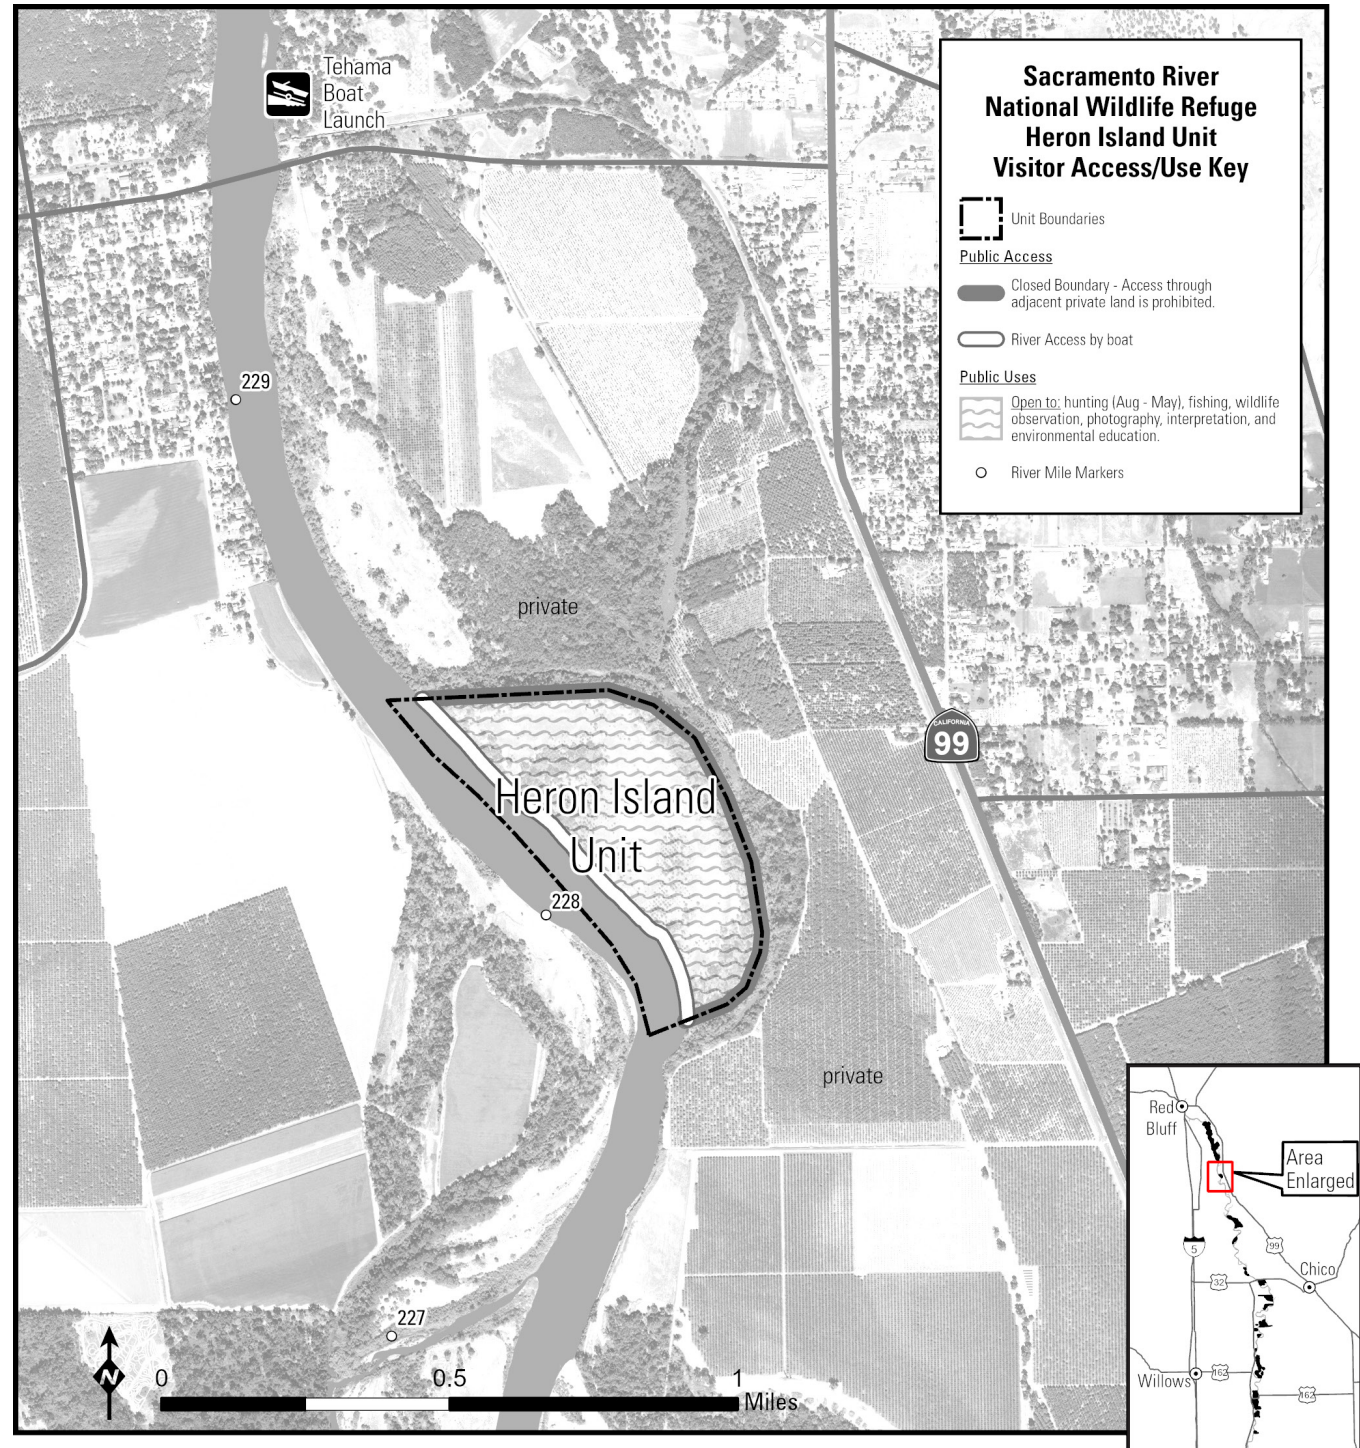 Tehama
Boat
Launch
Sacramento River
National Wildlife Refuge
Heron Island Unit
Visitor Access/Use Key
Unit Boundaries
Public Access
Closed Boundary - Access through
adjacent private land is prohibited.
River Access by boat
Public Uses
Open to: hunting (Aug - May), fishing, wildlife
observation, photography, interpretation, and
environmental education.
River Mile Markers
229
private
CALIFORNIA
99
Heron Island
Unit
228
private
227
N
0 0.5 1
Miles
Red
Bluff
Area
Enlarged
5
99
32
Chico
Willows
162
162